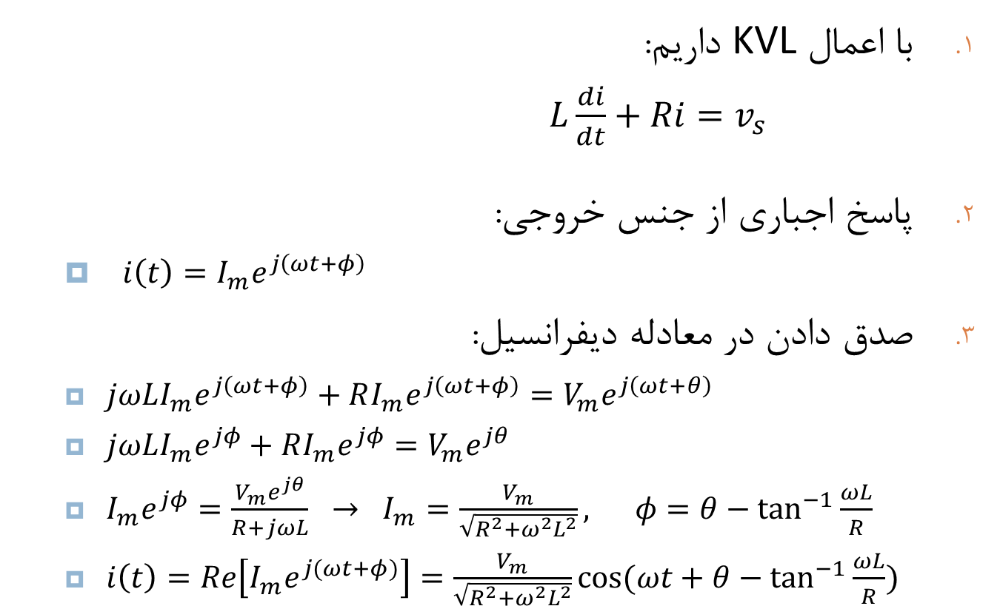 ۱. با اعمال KVL داریم:
$L\frac{di}{dt} + Ri = v_s$
۲. پاسخ اجباری از جنس خروجی:
$i(t) = I_m e^{j(\omega t+\phi)}$
۳. صدق دادن در معادله دیفرانسیل:
$j\omega L I_m e^{j(\omega t+\phi)} + R I_m e^{j(\omega t+\phi)} = V_m e^{j(\omega t+\theta)}$
$j\omega L I_m e^{j\phi} + R I_m e^{j\phi} = V_m e^{j\theta}$
$I_m e^{j\phi} = \frac{V_m e^{j\theta}}{R+j\omega L} \rightarrow I_m = \frac{V_m}{\sqrt{R^2+\omega^2 L^2}}, \quad \phi = \theta - \tan^{-1}\frac{\omega L}{R}$
$i(t) = Re\left[I_m e^{j(\omega t+\phi)}\right] = \frac{V_m}{\sqrt{R^2+\omega^2 L^2}} \cos(\omega t + \theta - \tan^{-1}\frac{\omega L}{R})$